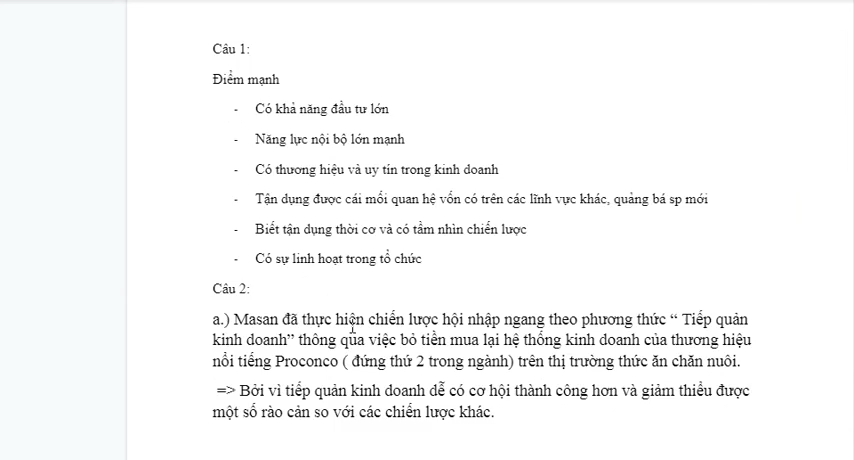 Câu 1:
Điểm mạnh
- Có khả năng đầu tư lớn
- Năng lực nội bộ lớn mạnh
- Có thương hiệu và uy tín trong kinh doanh
- Tận dụng được cái mối quan hệ vốn có trên các lĩnh vực khác, quảng bá sp mới
- Biết tận dụng thời cơ và có tầm nhìn chiến lược
- Có sự linh hoạt trong tổ chức
Câu 2:
a.) Masan đã thực hiện chiến lược hội nhập ngang theo phương thức “ Tiếp quản
kinh doanh” thông qua việc bỏ tiền mua lại hệ thống kinh doanh của thương hiệu
nổi tiếng Proconco ( đứng thứ 2 trong ngành) trên thị trường thức ăn chăn nuôi.
=> Bởi vì tiếp quản kinh doanh dễ có cơ hội thành công hơn và giảm thiểu được
một số rào cản so với các chiến lược khác.